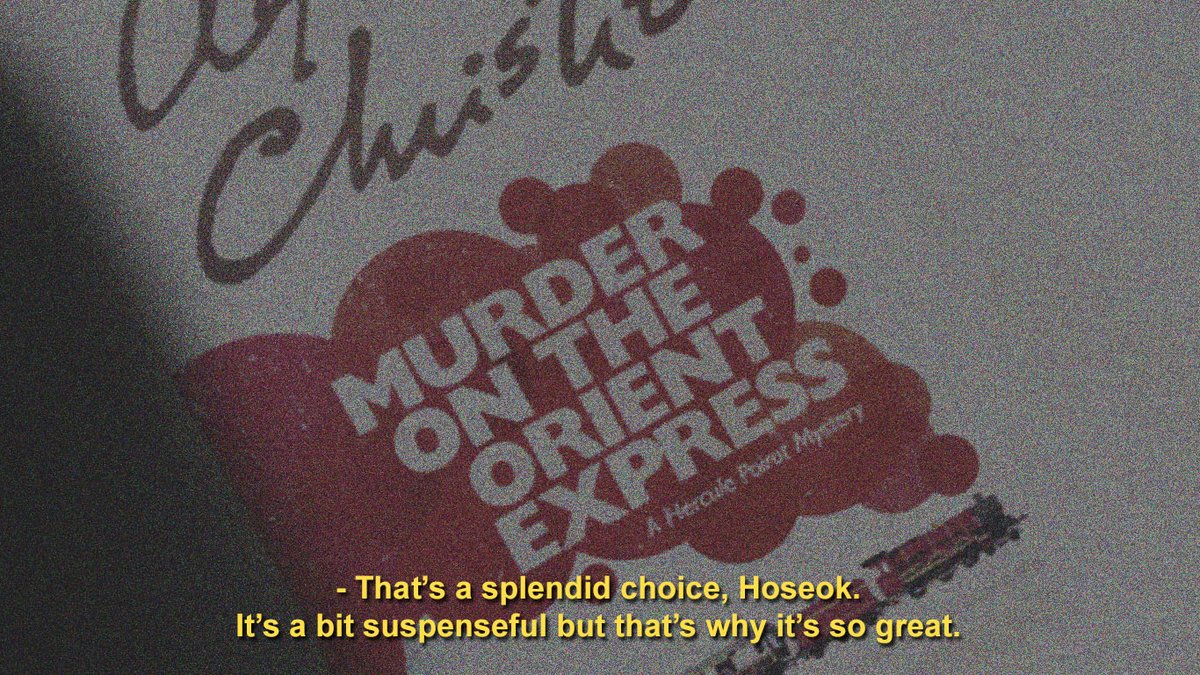 MURDER
ON THE
ORIENT
EXPRESS
A Hercule Poirot Mystery
- That’s a splendid choice, Hoseok.
It’s a bit suspenseful but that’s why it’s so great.